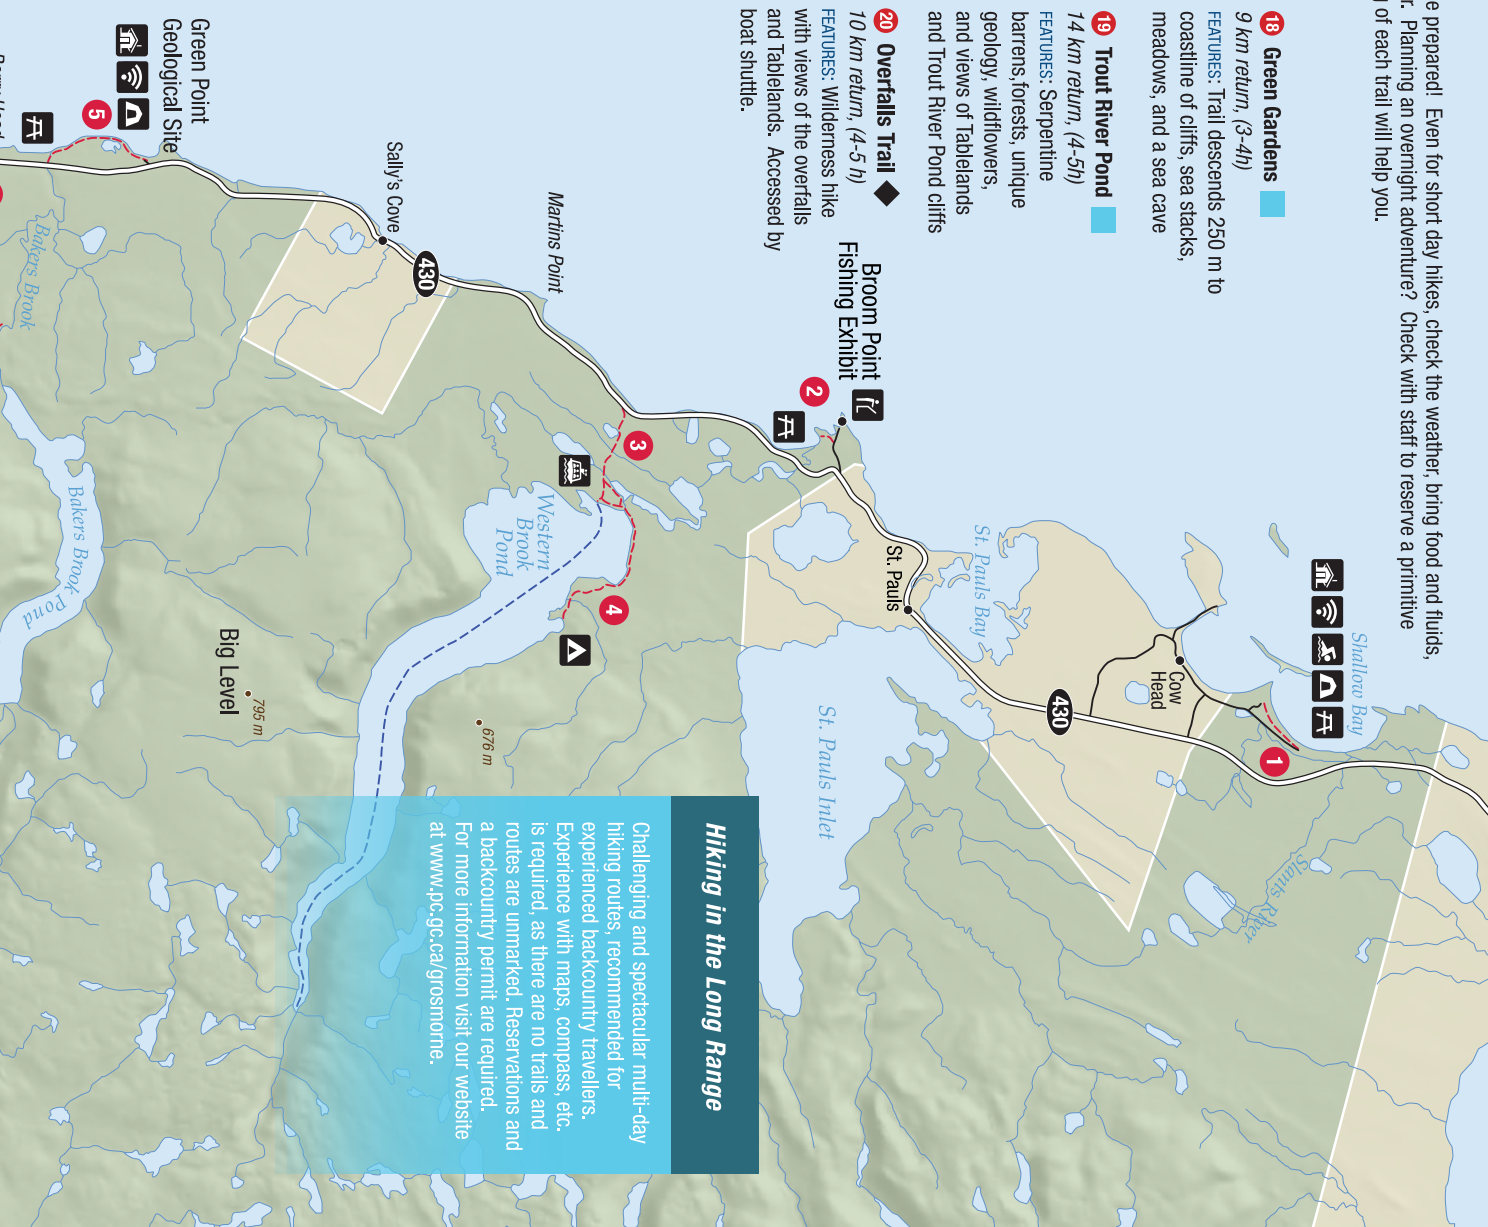 e prepared! Even for short day hikes, check the weather, bring food and fluids,
r. Planning an overnight adventure? Check with staff to reserve a primitive
g of each trail will help you.
18 Green Gardens
9 km return, (3-4h)
FEATURES: Trail descends 250 m to
coastline of cliffs, sea stacks,
meadows, and a sea cave
19 Trout River Pond
14 km return, (4-5h)
FEATURES: Serpentine
barrens,forests, unique
geology, wildflowers,
and views of Tablelands
and Trout River Pond cliffs
20 Overfalls Trail
10 km return, (4-5 h)
FEATURES: Wilderness hike
with views of the overfalls
and Tablelands. Accessed by
boat shuttle.
Shallow Bay
1
Cow
Head
Slants River
430
St. Pauls Bay
St. Pauls
St. Pauls Inlet
Broom Point
Fishing Exhibit
2
3
4
Western
Brook
Pond
Martins Point
430
Sally's Cove
Green Point
Geological Site
5
Bakers Brook
Bakers Brook Pond
Big Level
795 m
676 m
Hiking in the Long Range
Challenging and spectacular multi-day
hiking routes, recommended for
experienced backcountry travellers.
Experience with maps, compass, etc.
is required, as there are no trails and
routes are unmarked. Reservations and
a backcountry permit are required.
For more information visit our website
at www.pc.gc.ca/grosmorne.